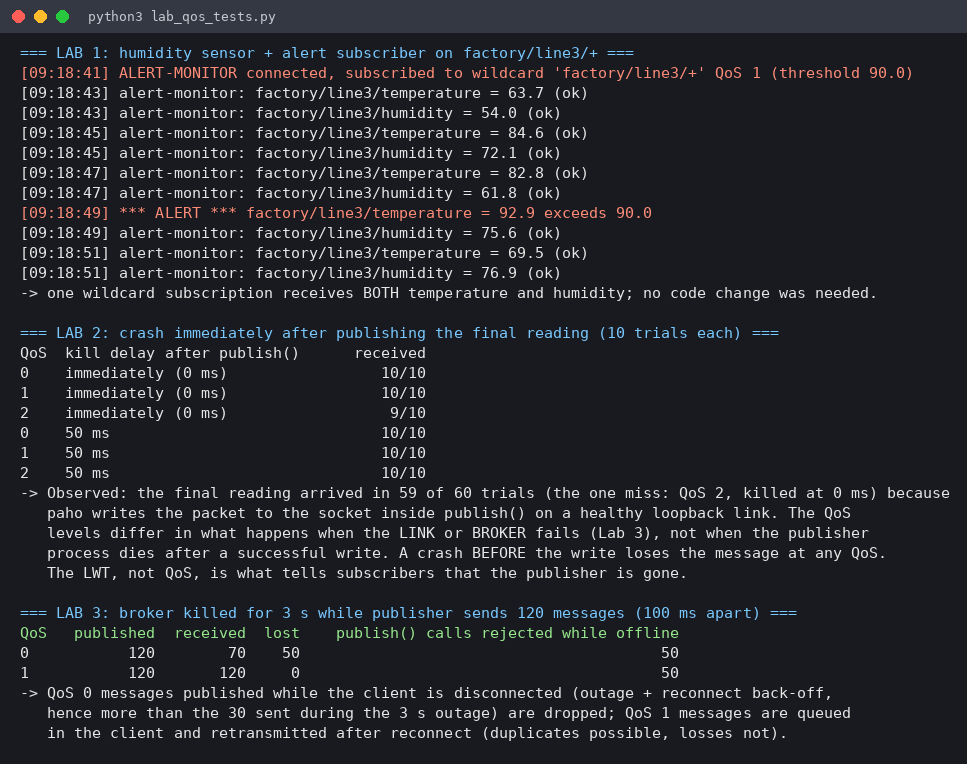 python3 lab_qos_tests.py
=== LAB 1: humidity sensor + alert subscriber on factory/line3/+ ===
[09:18:41] ALERT-MONITOR connected, subscribed to wildcard 'factory/line3/+' QoS 1 (threshold 90.0)
[09:18:43] alert-monitor: factory/line3/temperature = 63.7 (ok)
[09:18:43] alert-monitor: factory/line3/humidity = 54.0 (ok)
[09:18:45] alert-monitor: factory/line3/temperature = 84.6 (ok)
[09:18:45] alert-monitor: factory/line3/humidity = 72.1 (ok)
[09:18:47] alert-monitor: factory/line3/temperature = 82.8 (ok)
[09:18:47] alert-monitor: factory/line3/humidity = 61.8 (ok)
[09:18:49] *** ALERT *** factory/line3/temperature = 92.9 exceeds 90.0
[09:18:49] alert-monitor: factory/line3/humidity = 75.6 (ok)
[09:18:51] alert-monitor: factory/line3/temperature = 69.5 (ok)
[09:18:51] alert-monitor: factory/line3/humidity = 76.9 (ok)
-> one wildcard subscription receives BOTH temperature and humidity; no code change was needed.
=== LAB 2: crash immediately after publishing the final reading (10 trials each) ===
QoS  kill delay after publish()      received
0    immediately (0 ms)                 10/10
1    immediately (0 ms)                 10/10
2    immediately (0 ms)                  9/10
0    50 ms                              10/10
1    50 ms                              10/10
2    50 ms                              10/10
-> Observed: the final reading arrived in 59 of 60 trials (the one miss: QoS 2, killed at 0 ms) because
   paho writes the packet to the socket inside publish() on a healthy loopback link. The QoS
   levels differ in what happens when the LINK or BROKER fails (Lab 3), not when the publisher
   process dies after a successful write. A crash BEFORE the write loses the message at any QoS.
   The LWT, not QoS, is what tells subscribers that the publisher is gone.
=== LAB 3: broker killed for 3 s while publisher sends 120 messages (100 ms apart) ===
QoS   published  received  lost    publish() calls rejected while offline
0           120        70    50                                        50
1           120       120     0                                        50
-> QoS 0 messages published while the client is disconnected (outage + reconnect back-off,
   hence more than the 30 sent during the 3 s outage) are dropped; QoS 1 messages are queued
   in the client and retransmitted after reconnect (duplicates possible, losses not).